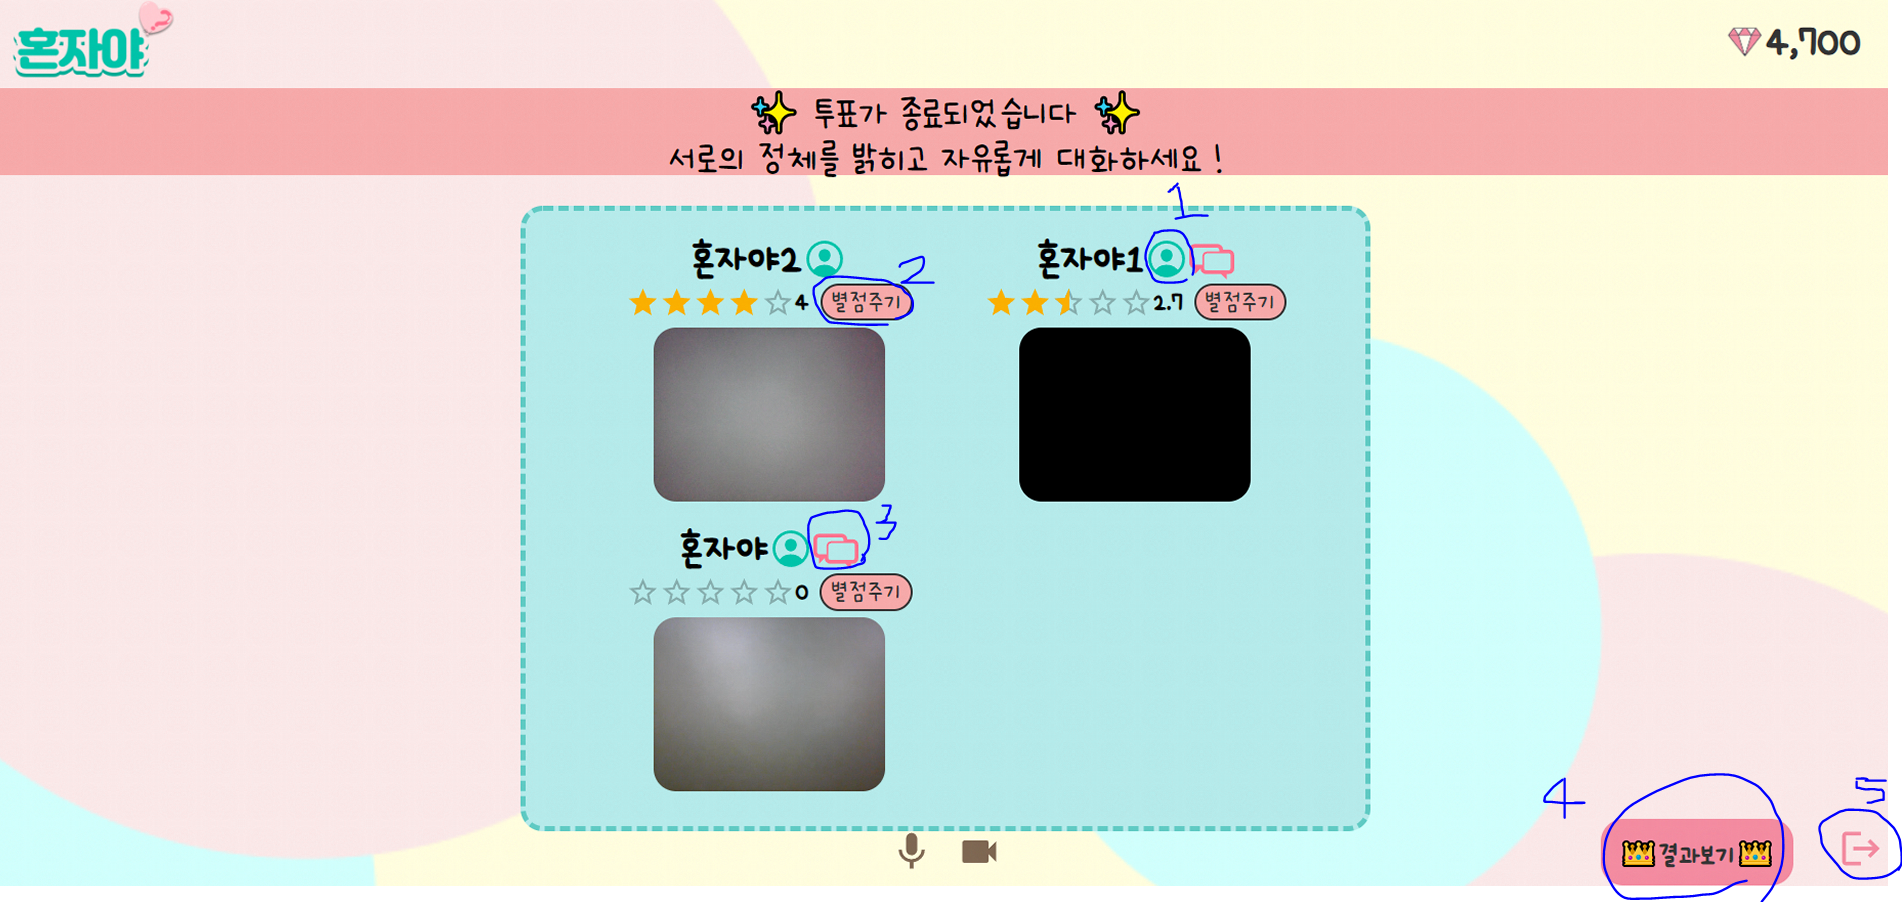 혼자야
?
4,700
투표가 종료되었습니다
서로의 정체를 밝히고 자유롭게 대화하세요!
1
혼자야2
혼자야1
2
4 별점주기
2.7 별점주기
3
혼자야
0 별점주기
4
5
결과보기